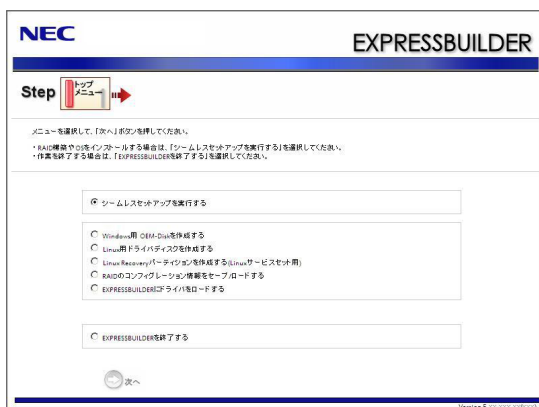 NEC
EXPRESSBUILDER
Step
トップ
メニュー
メニューを選択して、「次へ」ボタンを押してください。
・RAID構築やOSをインストールする場合は、「シームレスセットアップを実行する」を選択してください。
・作業を終了する場合は、「EXPRESSBUILDERを終了する」を選択してください。
シームレスセットアップを実行する
Windows用 OEM-Diskを作成する
Linux用ドライバディスクを作成する
Linux Recoveryパーティションを作成する(Linuxサービスセット用)
RAIDのコンフィグレーション情報をセーブ/ロードする
EXPRESSBUILDERにドライバをロードする
EXPRESSBUILDERを終了する
次へ
Version 5